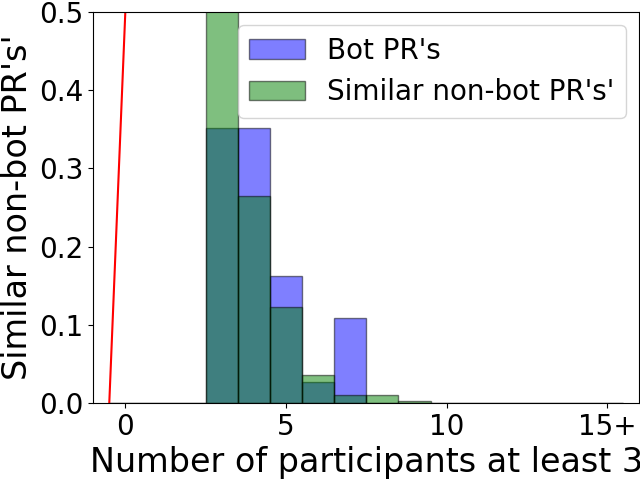 Similar non-bot PR's'
0.5
0.4
0.3
0.2
0.1
0.0
Bot PR's
Similar non-bot PR's'
0
5
10
15+
Number of participants at least 3